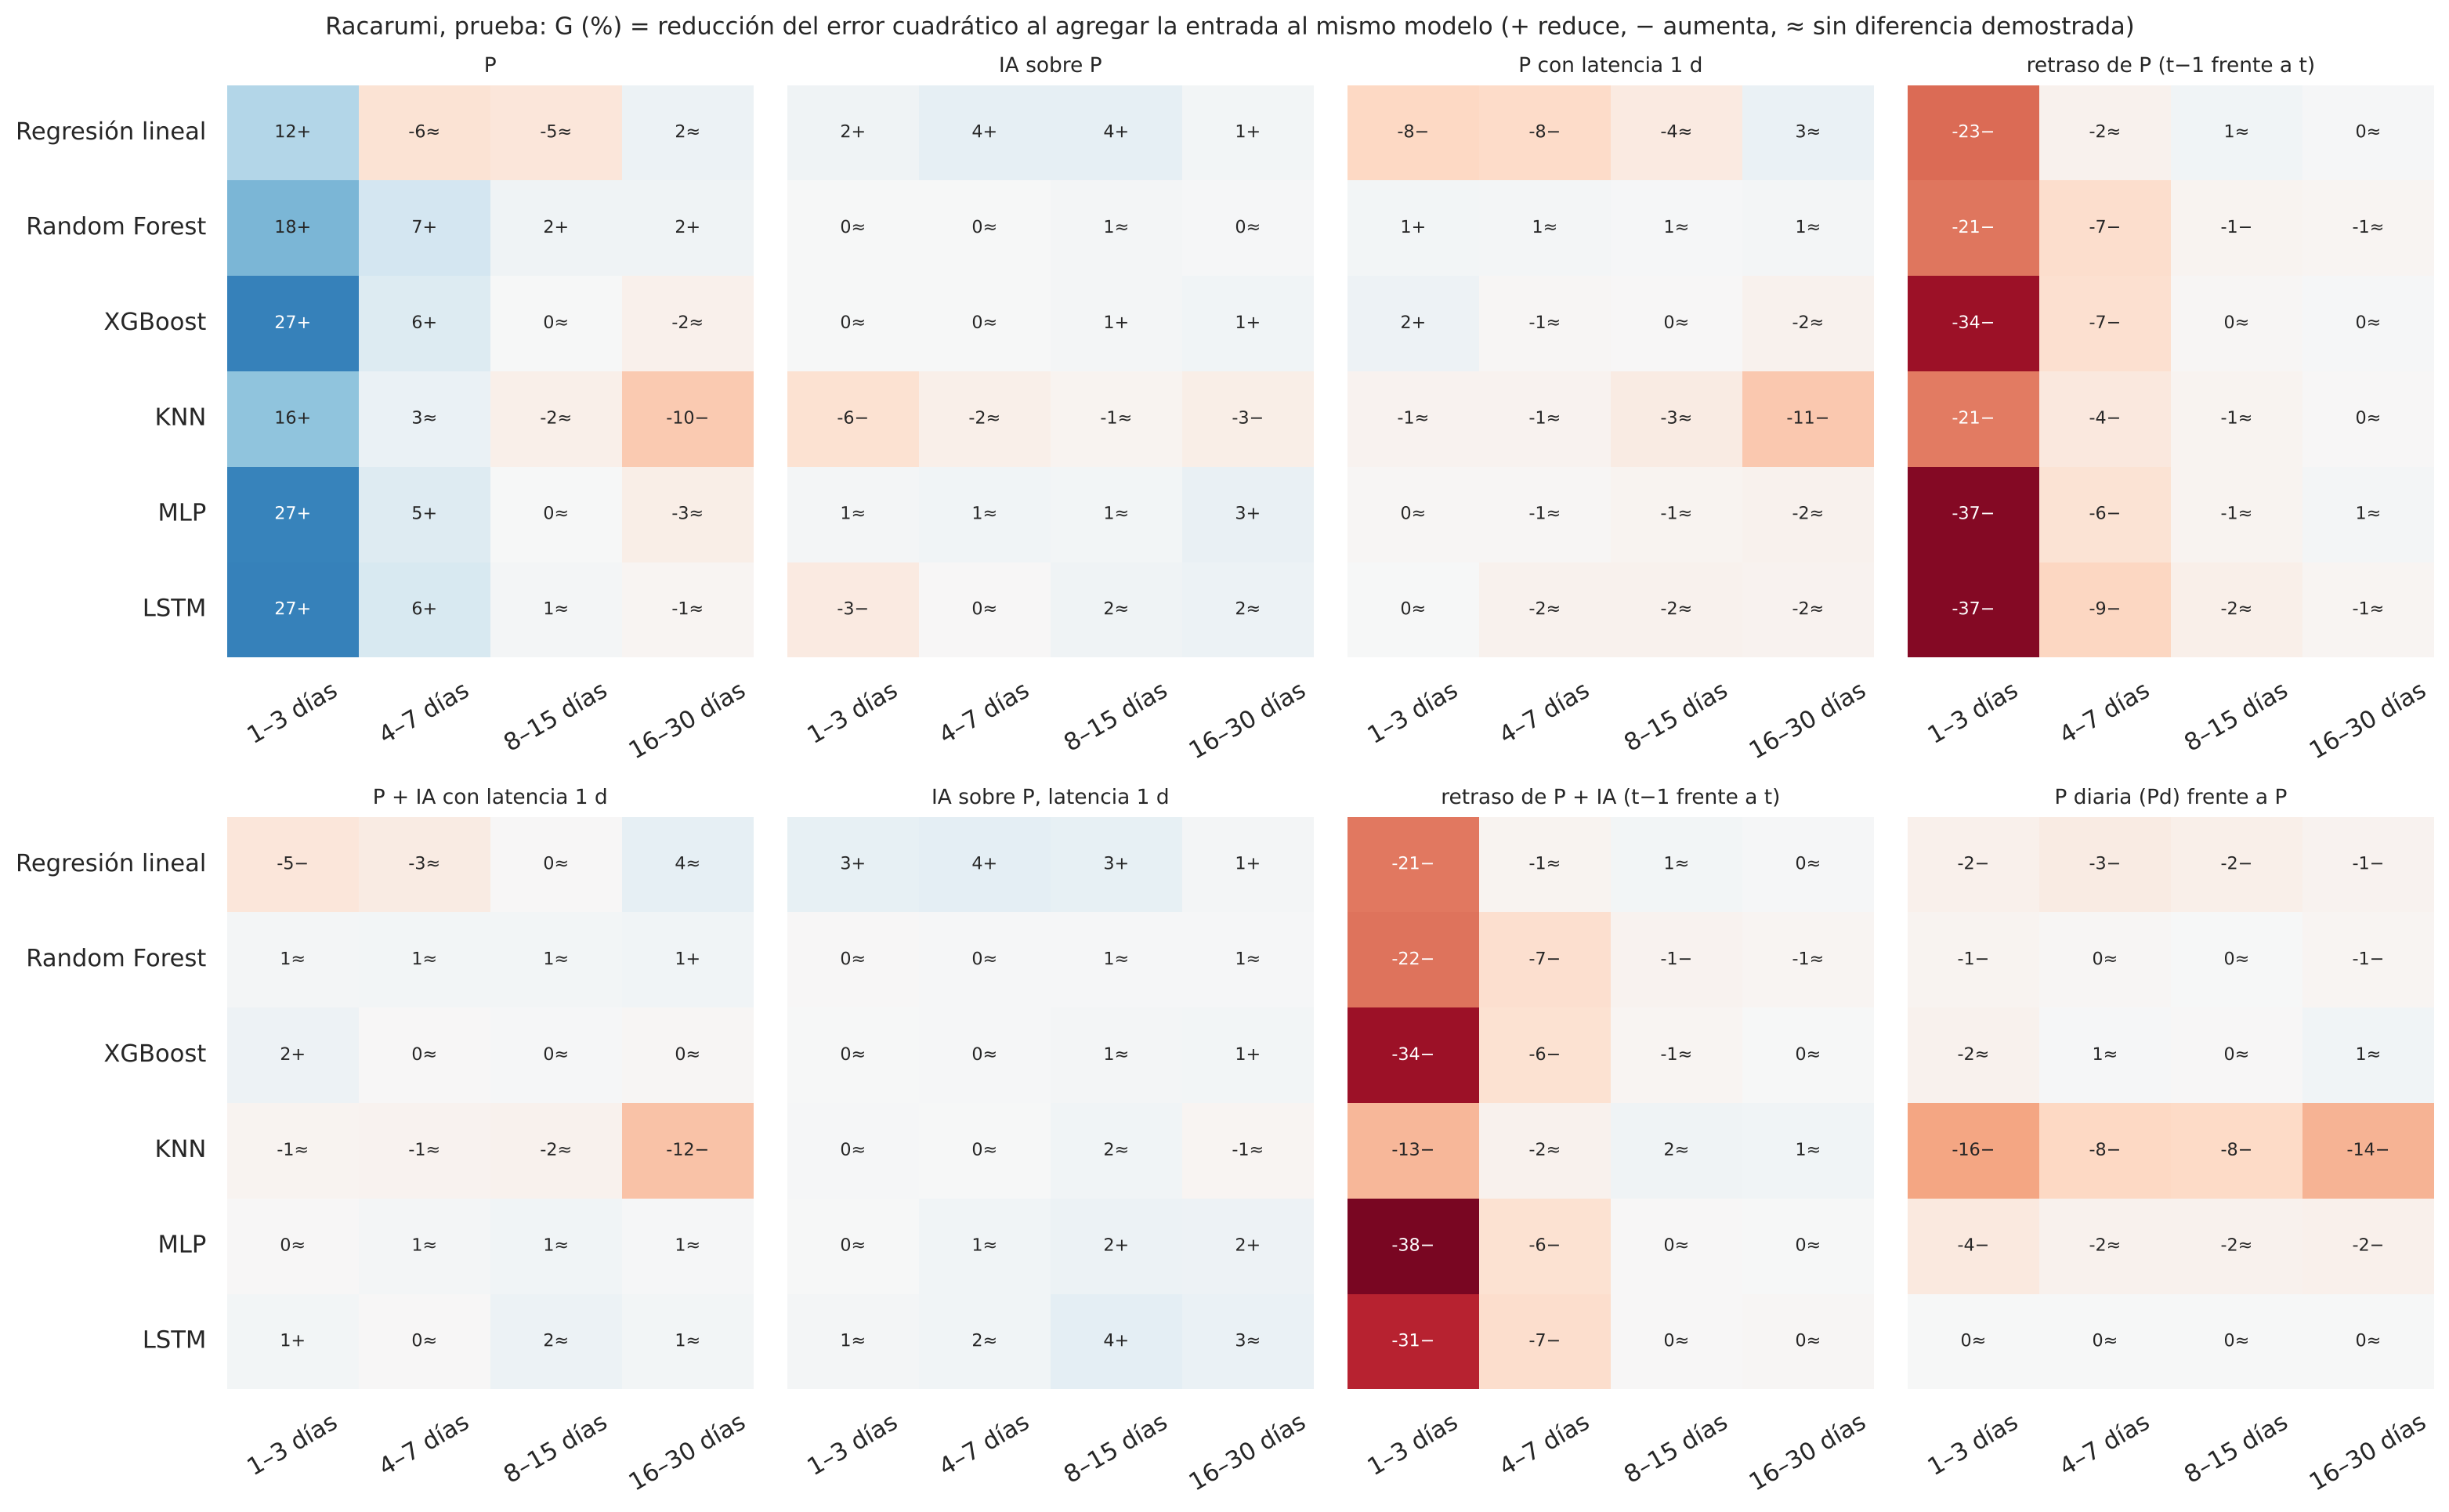 Racarumi, prueba: G (%) = reducción del error cuadrático al agregar la entrada al mismo modelo (+ reduce, − aumenta, ≈ sin diferencia demostrada)
P IA sobre P P con latencia 1 d retraso de P (t−1 frente a t)
Regresión lineal 12+ -6≈ -5≈ 2≈ 2+ 4+ 4+ 1+ -8− -8− -4≈ 3≈ -23− -2≈ 1≈ 0≈
Random Forest 18+ 7+ 2+ 2+ 0≈ 0≈ 1≈ 0≈ 1+ 1≈ 1≈ 1≈ -21− -7− -1− -1≈
XGBoost 27+ 6+ 0≈ -2≈ 0≈ 0≈ 1+ 1+ 2+ -1≈ 0≈ -2≈ -34− -7− 0≈ 0≈
KNN 16+ 3≈ -2≈ -10− -6− -2≈ -1≈ -3− -1≈ -1≈ -3≈ -11− -21− -4− -1≈ 0≈
MLP 27+ 5+ 0≈ -3≈ 1≈ 1≈ 1≈ 3+ 0≈ -1≈ -1≈ -2≈ -37− -6− -1≈ 1≈
LSTM 27+ 6+ 1≈ -1≈ -3− 0≈ 2≈ 2≈ 0≈ -2≈ -2≈ -2≈ -37− -9− -2≈ -1≈
1–3 días 4–7 días 8–15 días 16–30 días 1–3 días 4–7 días 8–15 días 16–30 días 1–3 días 4–7 días 8–15 días 16–30 días 1–3 días 4–7 días 8–15 días 16–30 días
P + IA con latencia 1 d IA sobre P, latencia 1 d retraso de P + IA (t−1 frente a t) P diaria (Pd) frente a P
Regresión lineal -5− -3≈ 0≈ 4≈ 3+ 4+ 3+ 1+ -21− -1≈ 1≈ 0≈ -2− -3− -2− -1−
Random Forest 1≈ 1≈ 1≈ 1+ 0≈ 0≈ 1≈ 1≈ -22− -7− -1− -1≈ -1− 0≈ 0≈ -1−
XGBoost 2+ 0≈ 0≈ 0≈ 0≈ 0≈ 1≈ 1+ -34− -6− -1≈ 0≈ -2≈ 1≈ 0≈ 1≈
KNN -1≈ -1≈ -2≈ -12− 0≈ 0≈ 2≈ -1≈ -13− -2≈ 2≈ 1≈ -16− -8− -8− -14−
MLP 0≈ 1≈ 1≈ 1≈ 0≈ 1≈ 2+ 2+ -38− -6− 0≈ 0≈ -4− -2≈ -2≈ -2−
LSTM 1+ 0≈ 2≈ 1≈ 1≈ 2≈ 4+ 3≈ -31− -7− 0≈ 0≈ 0≈ 0≈ 0≈ 0≈
1–3 días 4–7 días 8–15 días 16–30 días 1–3 días 4–7 días 8–15 días 16–30 días 1–3 días 4–7 días 8–15 días 16–30 días 1–3 días 4–7 días 8–15 días 16–30 días